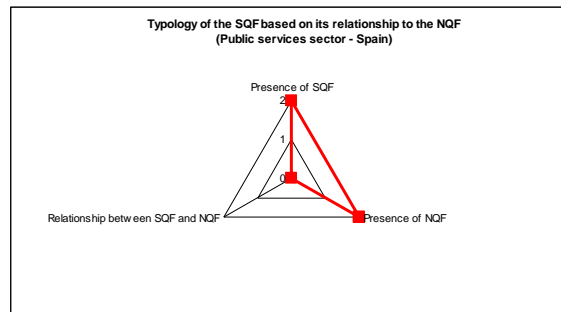 Typology of the SQF based on its relationship to the NQF
(Public services sector - Spain)
Presence of SQF
2
1
0
Relationship between SQF and NQF
Presence of NQF